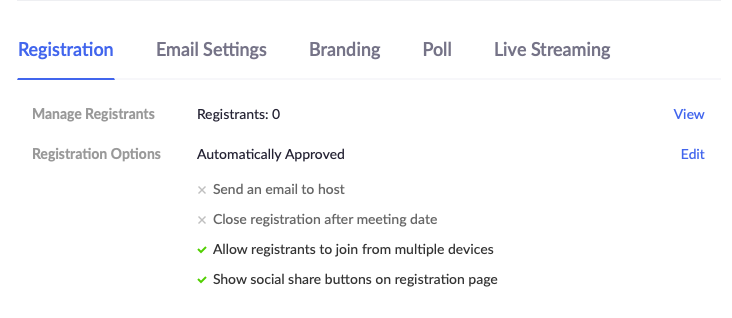 Registration Email Settings Branding Poll Live Streaming
Manage Registrants Registrants: 0 View
Registration Options Automatically Approved Edit
Send an email to host
Close registration after meeting date
Allow registrants to join from multiple devices
Show social share buttons on registration page